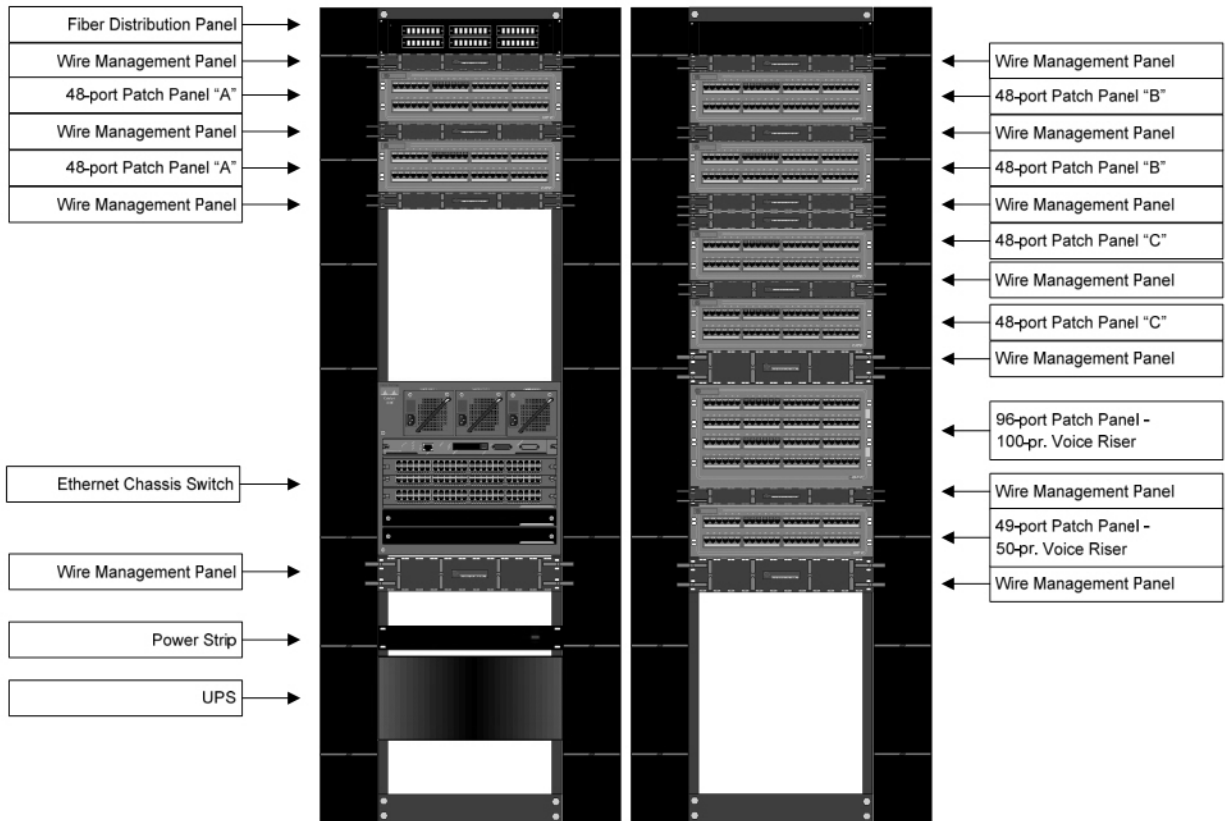 Fiber Distribution Panel
Wire Management Panel
48-port Patch Panel “A”
Wire Management Panel
48-port Patch Panel “A”
Wire Management Panel
Ethernet Chassis Switch
Wire Management Panel
Power Strip
UPS
Wire Management Panel
48-port Patch Panel “B”
Wire Management Panel
48-port Patch Panel “B”
Wire Management Panel
48-port Patch Panel “C”
Wire Management Panel
48-port Patch Panel “C”
Wire Management Panel
96-port Patch Panel -
100-pr. Voice Riser
Wire Management Panel
49-port Patch Panel -
50-pr. Voice Riser
Wire Management Panel